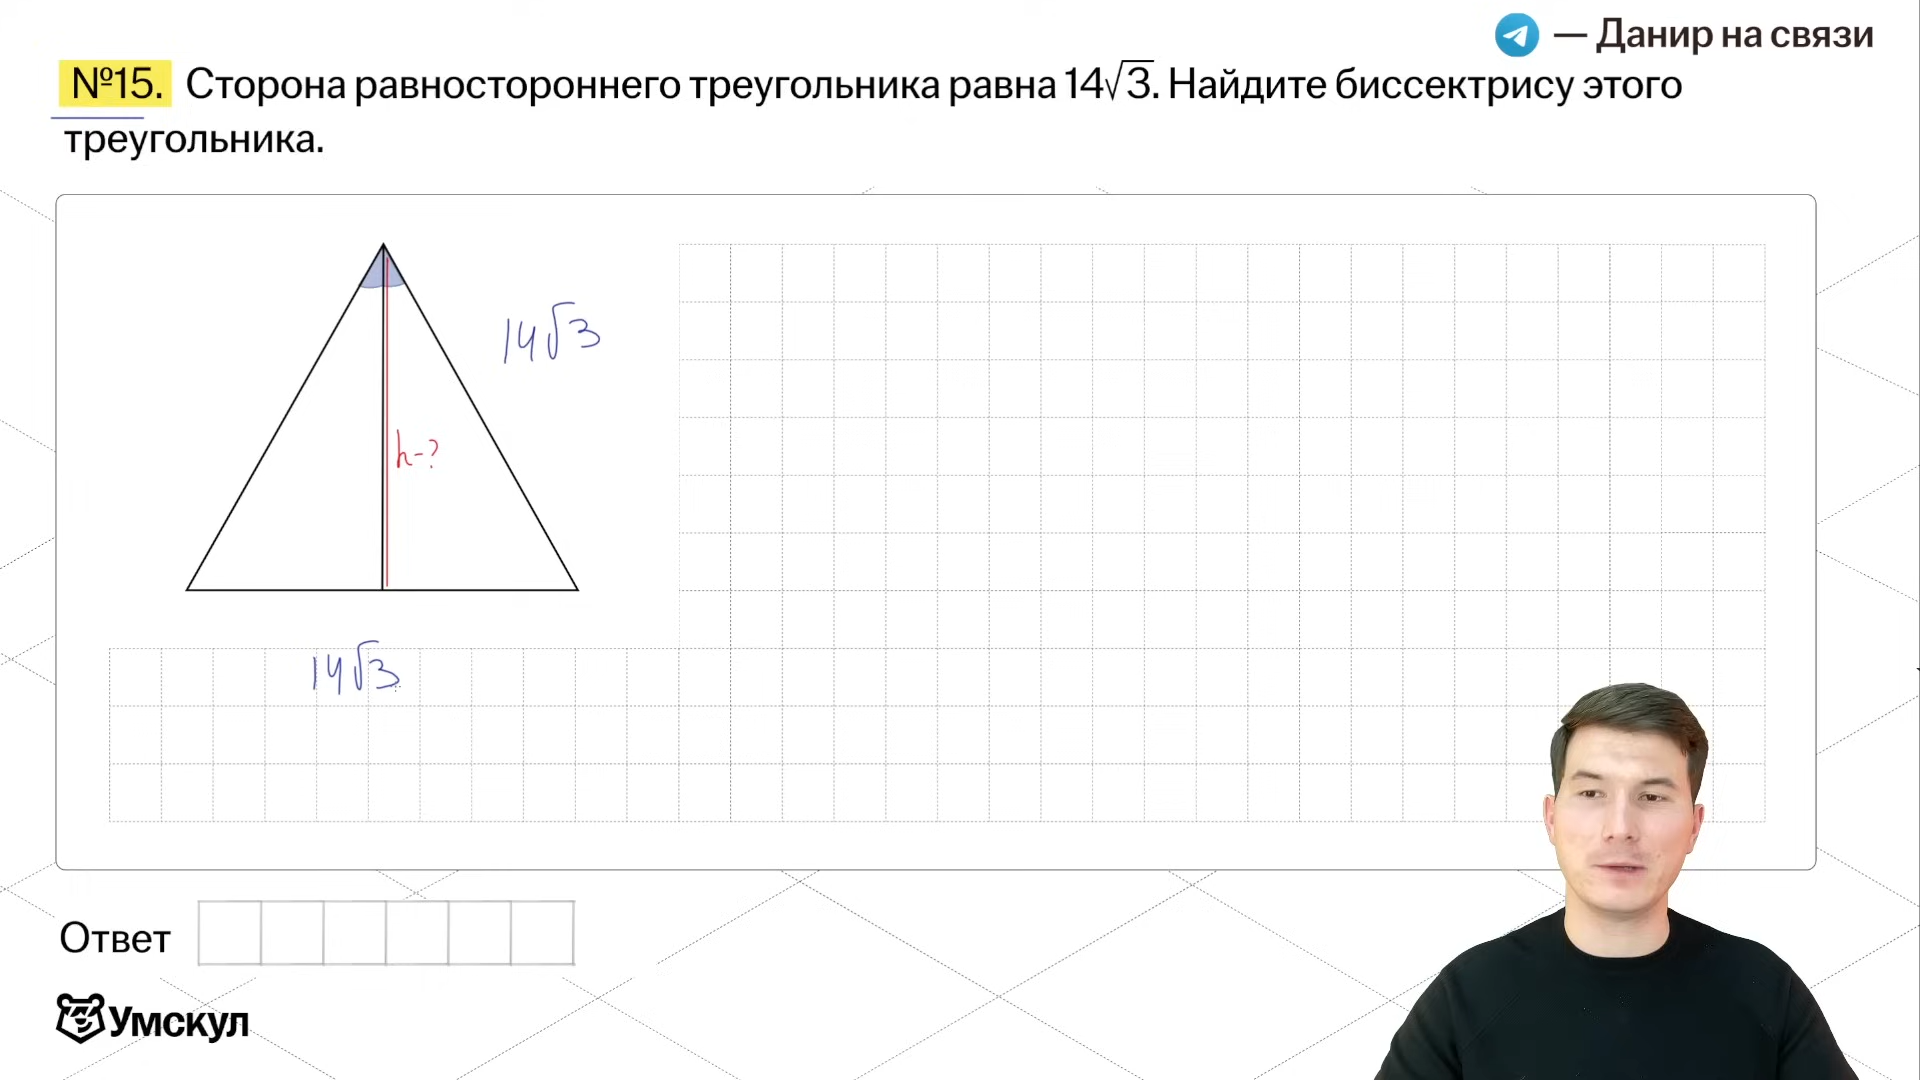 — Данир на связи
№15. Сторона равностороннего треугольника равна 14√3. Найдите биссектрису этого
треугольника.
14√3
h-?
14√3
Ответ
Умскул